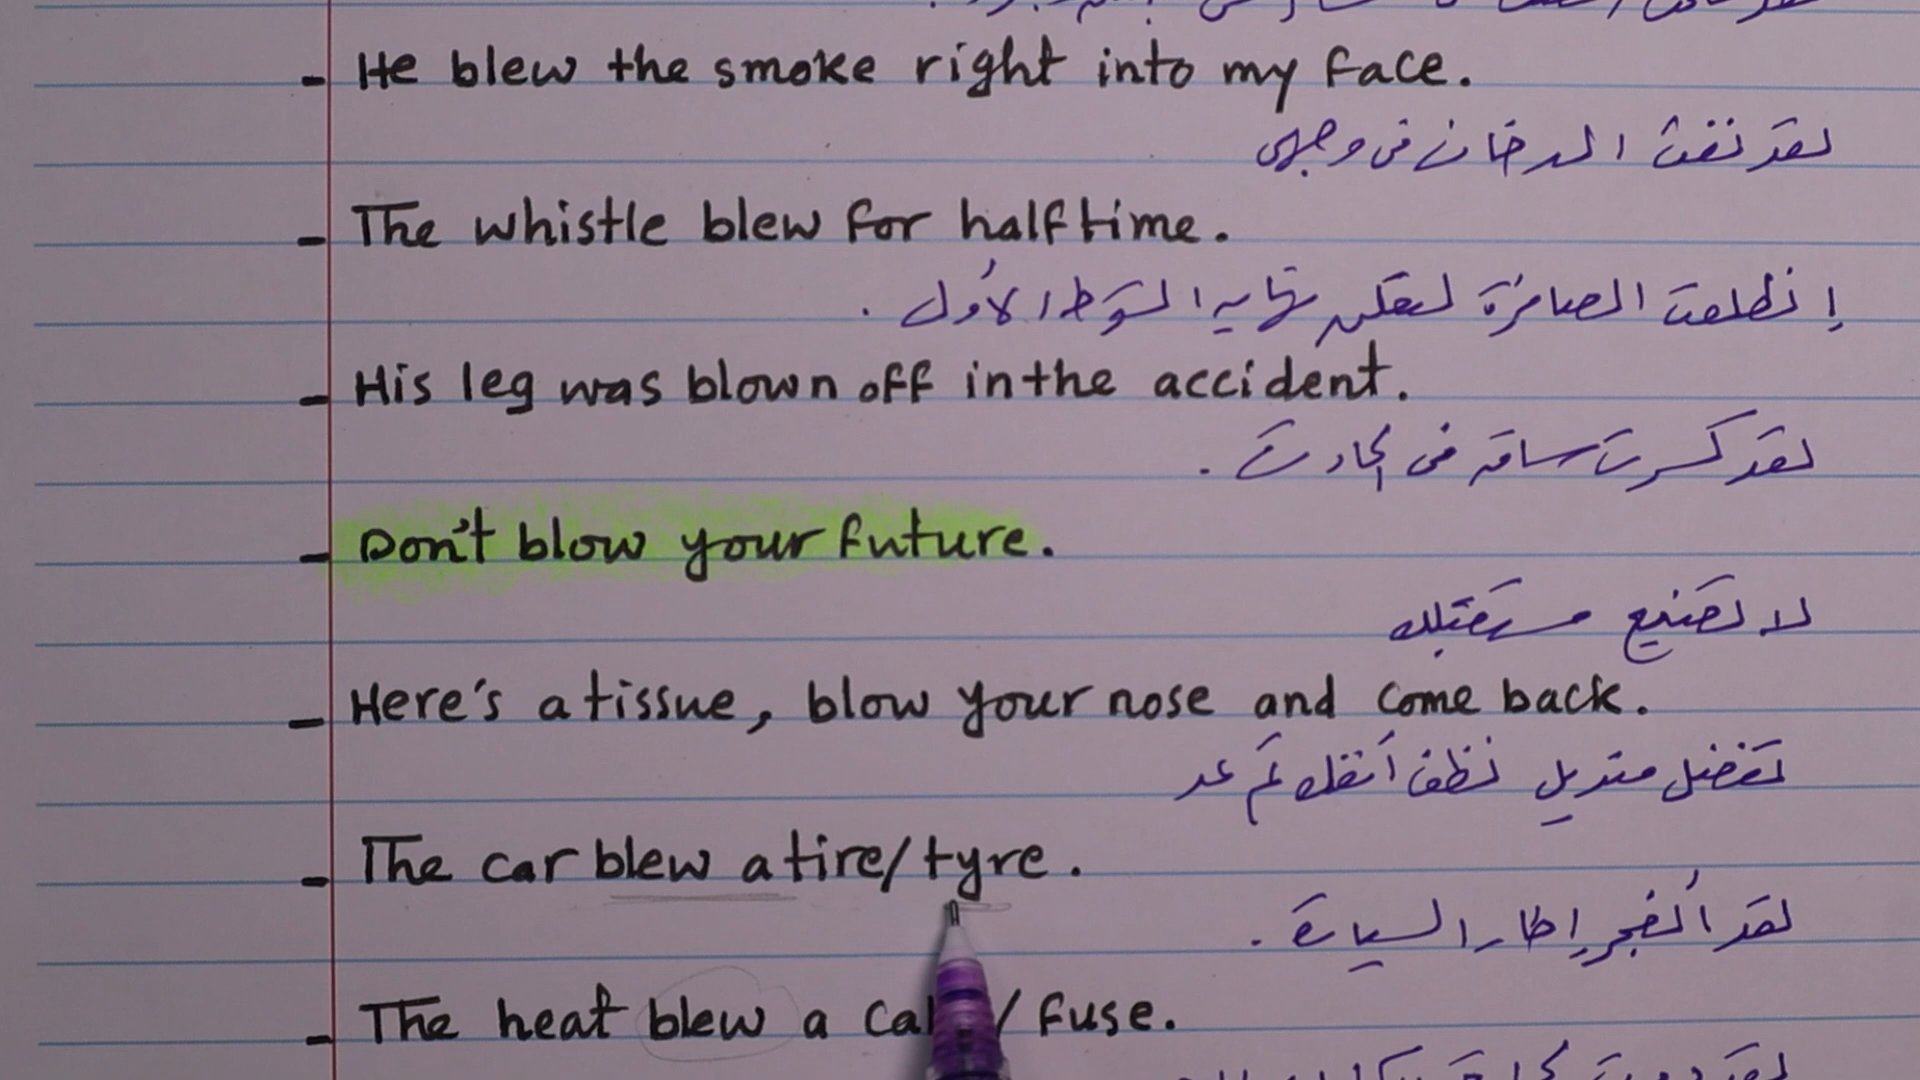 - He blew the smoke right into my face.
لقد نفث الدخان في وجهي
- The whistle blew for half time.
إنطلقت الصافرة لتعلن نهاية الشوط الأول .
- His leg was blown off in the accident.
لقد كسرت ساقه في الحادث .
- Don't blow your future.
لا تضيع مستقبلك
- Here's a tissue, blow your nose and come back.
تفضل منديل نظف أنفك ثم عد
- The car blew a tire/tyre.
لقد انفجر إطار السيارة .
- The heat blew a / fuse.